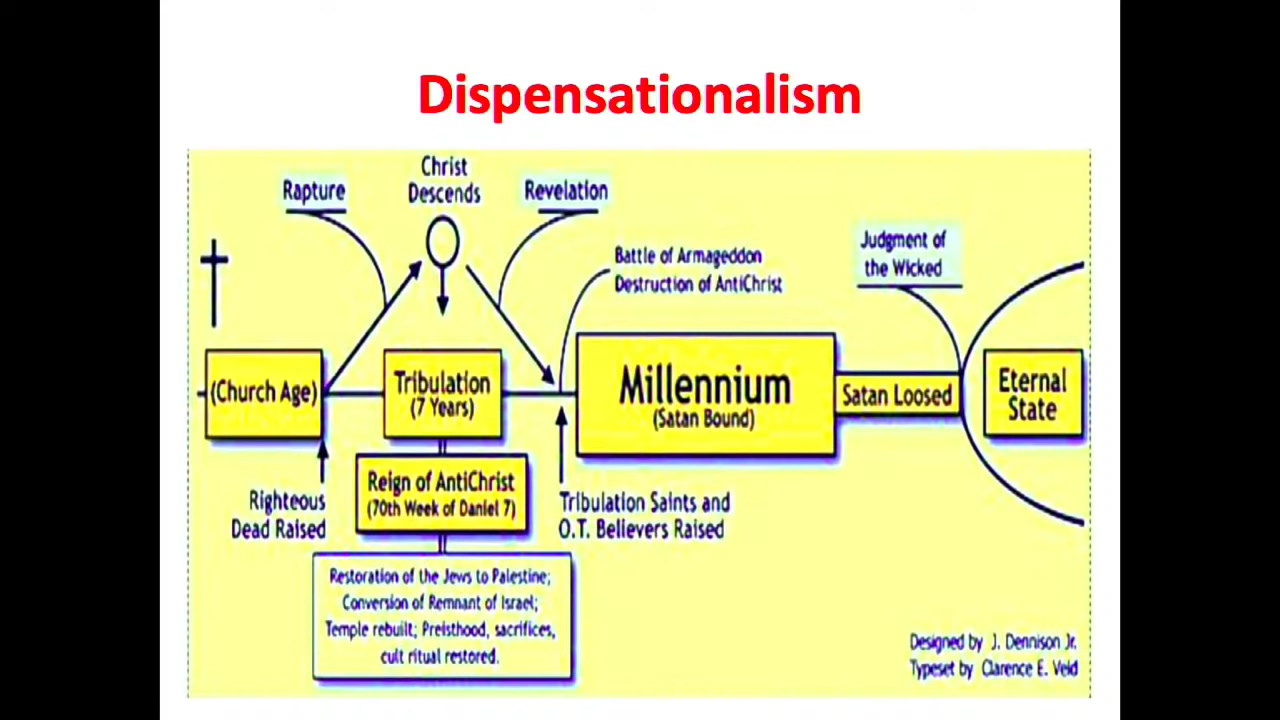 Dispensationalism
Rapture
Christ
Descends
Revelation
Battle of Armageddon
Destruction of AntiChrist
Judgment of
the Wicked
(Church Age)
Tribulation
(7 Years)
Millennium
(Satan Bound)
Satan Loosed
Eternal
State
Righteous
Dead Raised
Reign of AntiChrist
(70th Week of Daniel 7)
Tribulation Saints and
O.T. Believers Raised
Restoration of the Jews to Palestine;
Conversion of Remnant of Israel;
Temple rebuilt; Preisthood, sacrifices,
cult ritual restored.
Designed by J. Dennison Jr.
Typeset by Clarence E. Veld